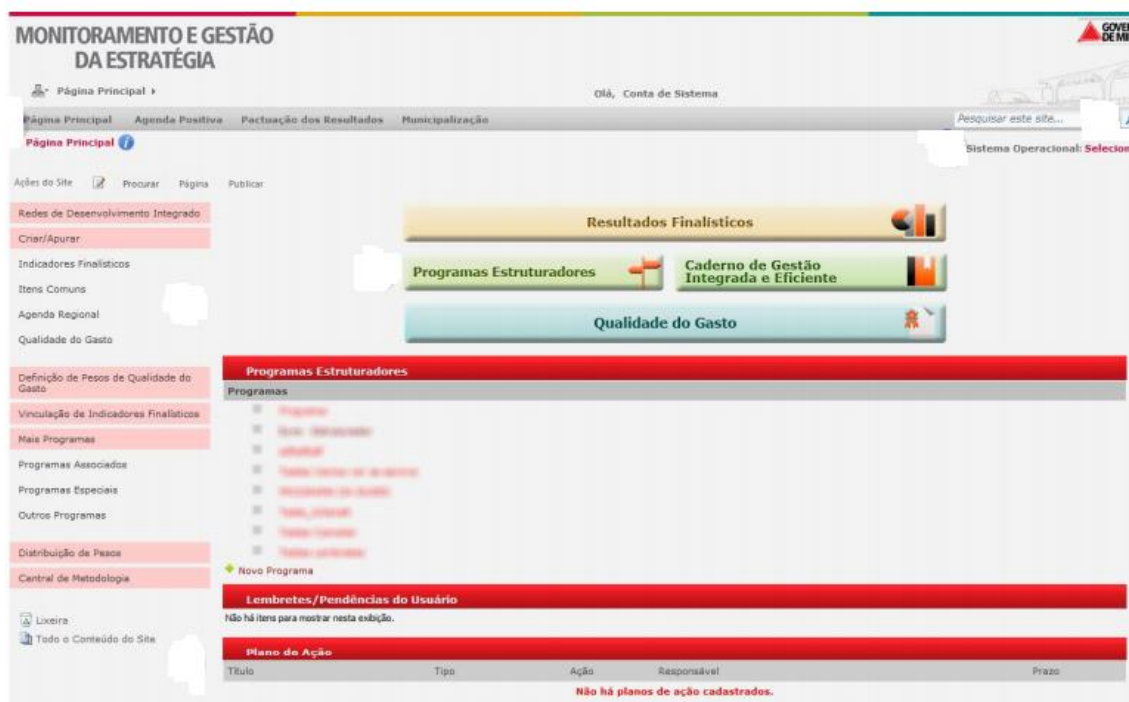 MONITORAMENTO E GESTÃO
DA ESTRATÉGIA
Página Principal
Olá, Conta de Sistema
Página Principal Agenda Positiva Pactuação dos Resultados Municipalização
Pesquisar este site...
Página Principal
Sistema Operacional: Selecion
Ações do Site Procurar Página Publicar
Redes de Desenvolvimento Integrado
Criar/Apurar
Indicadores Finalísticos
Itens Comuns
Agenda Regional
Qualidade do Gasto
Definição de Pesos de Qualidade do
Gasto
Vinculação de Indicadores Finalísticos
Mais Programas
Programas Associados
Programas Especiais
Outros Programas
Distribuição de Pesos
Central de Metodologia
Lixeira
Todo o Conteúdo do Site
Resultados Finalísticos
Programas Estruturadores
Caderno de Gestão
Integrada e Eficiente
Qualidade do Gasto
Programas Estruturadores
Programas
Novo Programa
Lembretes/Pendências do Usuário
Não há itens para mostrar nesta exibição.
Plano de Ação
Título Tipo Ação Responsável Prazo
Não há planos de ação cadastrados.